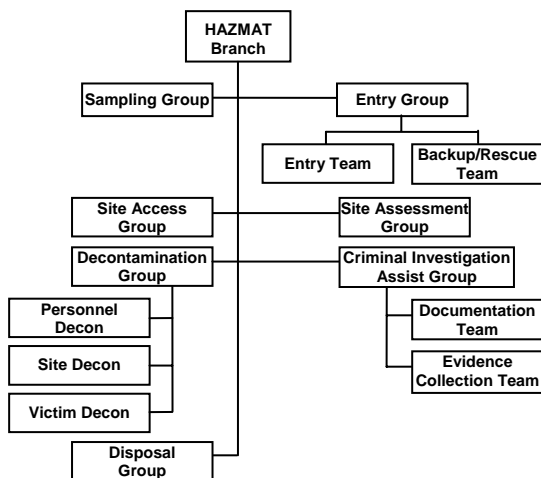 HAZMAT
Branch
Sampling Group
Entry Group
Entry Team
Backup/Rescue
Team
Site Access
Group
Site Assessment
Group
Decontamination
Group
Criminal Investigation
Assist Group
Personnel
Decon
Documentation
Team
Site Decon
Evidence
Collection Team
Victim Decon
Disposal
Group